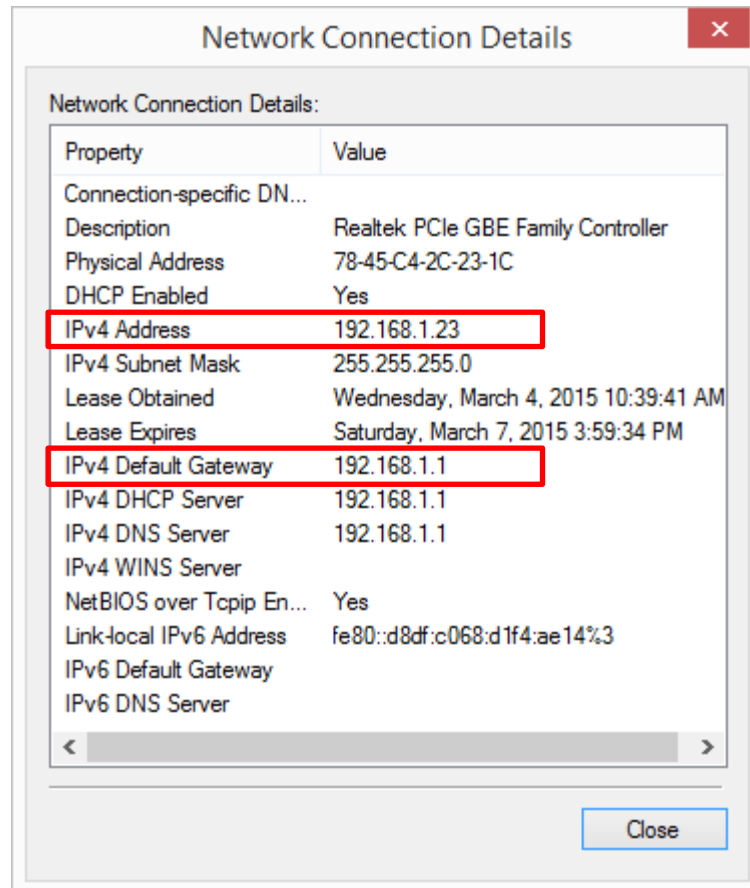 Network Connection Details
Network Connection Details:
Property Value
Connection-specific DN...
Description Realtek PCIe GBE Family Controller
Physical Address 78-45-C4-2C-23-1C
DHCP Enabled Yes
IPv4 Address 192.168.1.23
IPv4 Subnet Mask 255.255.255.0
Lease Obtained Wednesday, March 4, 2015 10:39:41 AM
Lease Expires Saturday, March 7, 2015 3:59:34 PM
IPv4 Default Gateway 192.168.1.1
IPv4 DHCP Server 192.168.1.1
IPv4 DNS Server 192.168.1.1
IPv4 WINS Server
NetBIOS over Tcpip En... Yes
Link-local IPv6 Address fe80::d8df:c068:d1f4:ae14%3
IPv6 Default Gateway
IPv6 DNS Server
Close